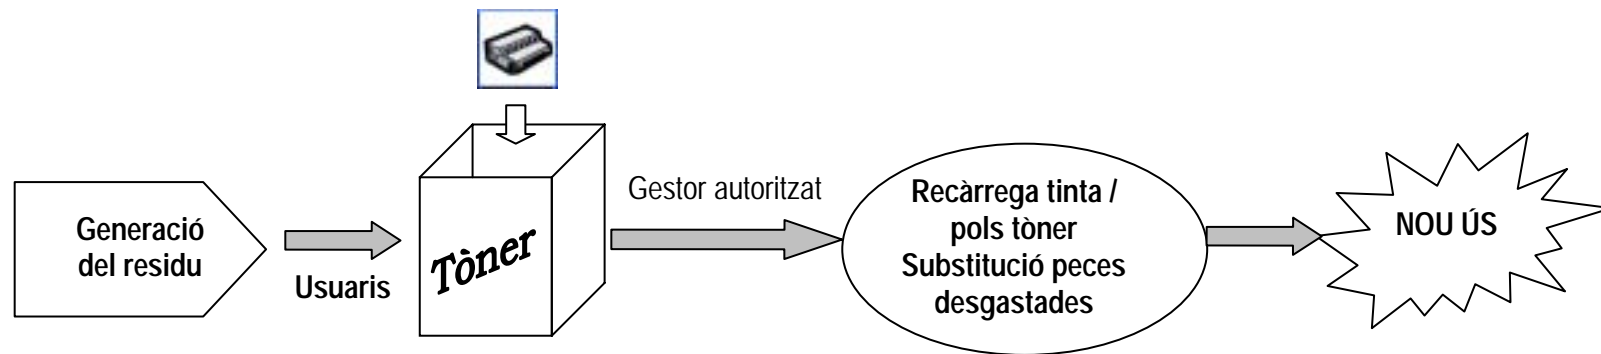 Generació
del residu
Usuaris
Tòner
Gestor autoritzat
Recàrrega tinta /
pols tòner
Substitució peces
desgastades
NOU ÚS